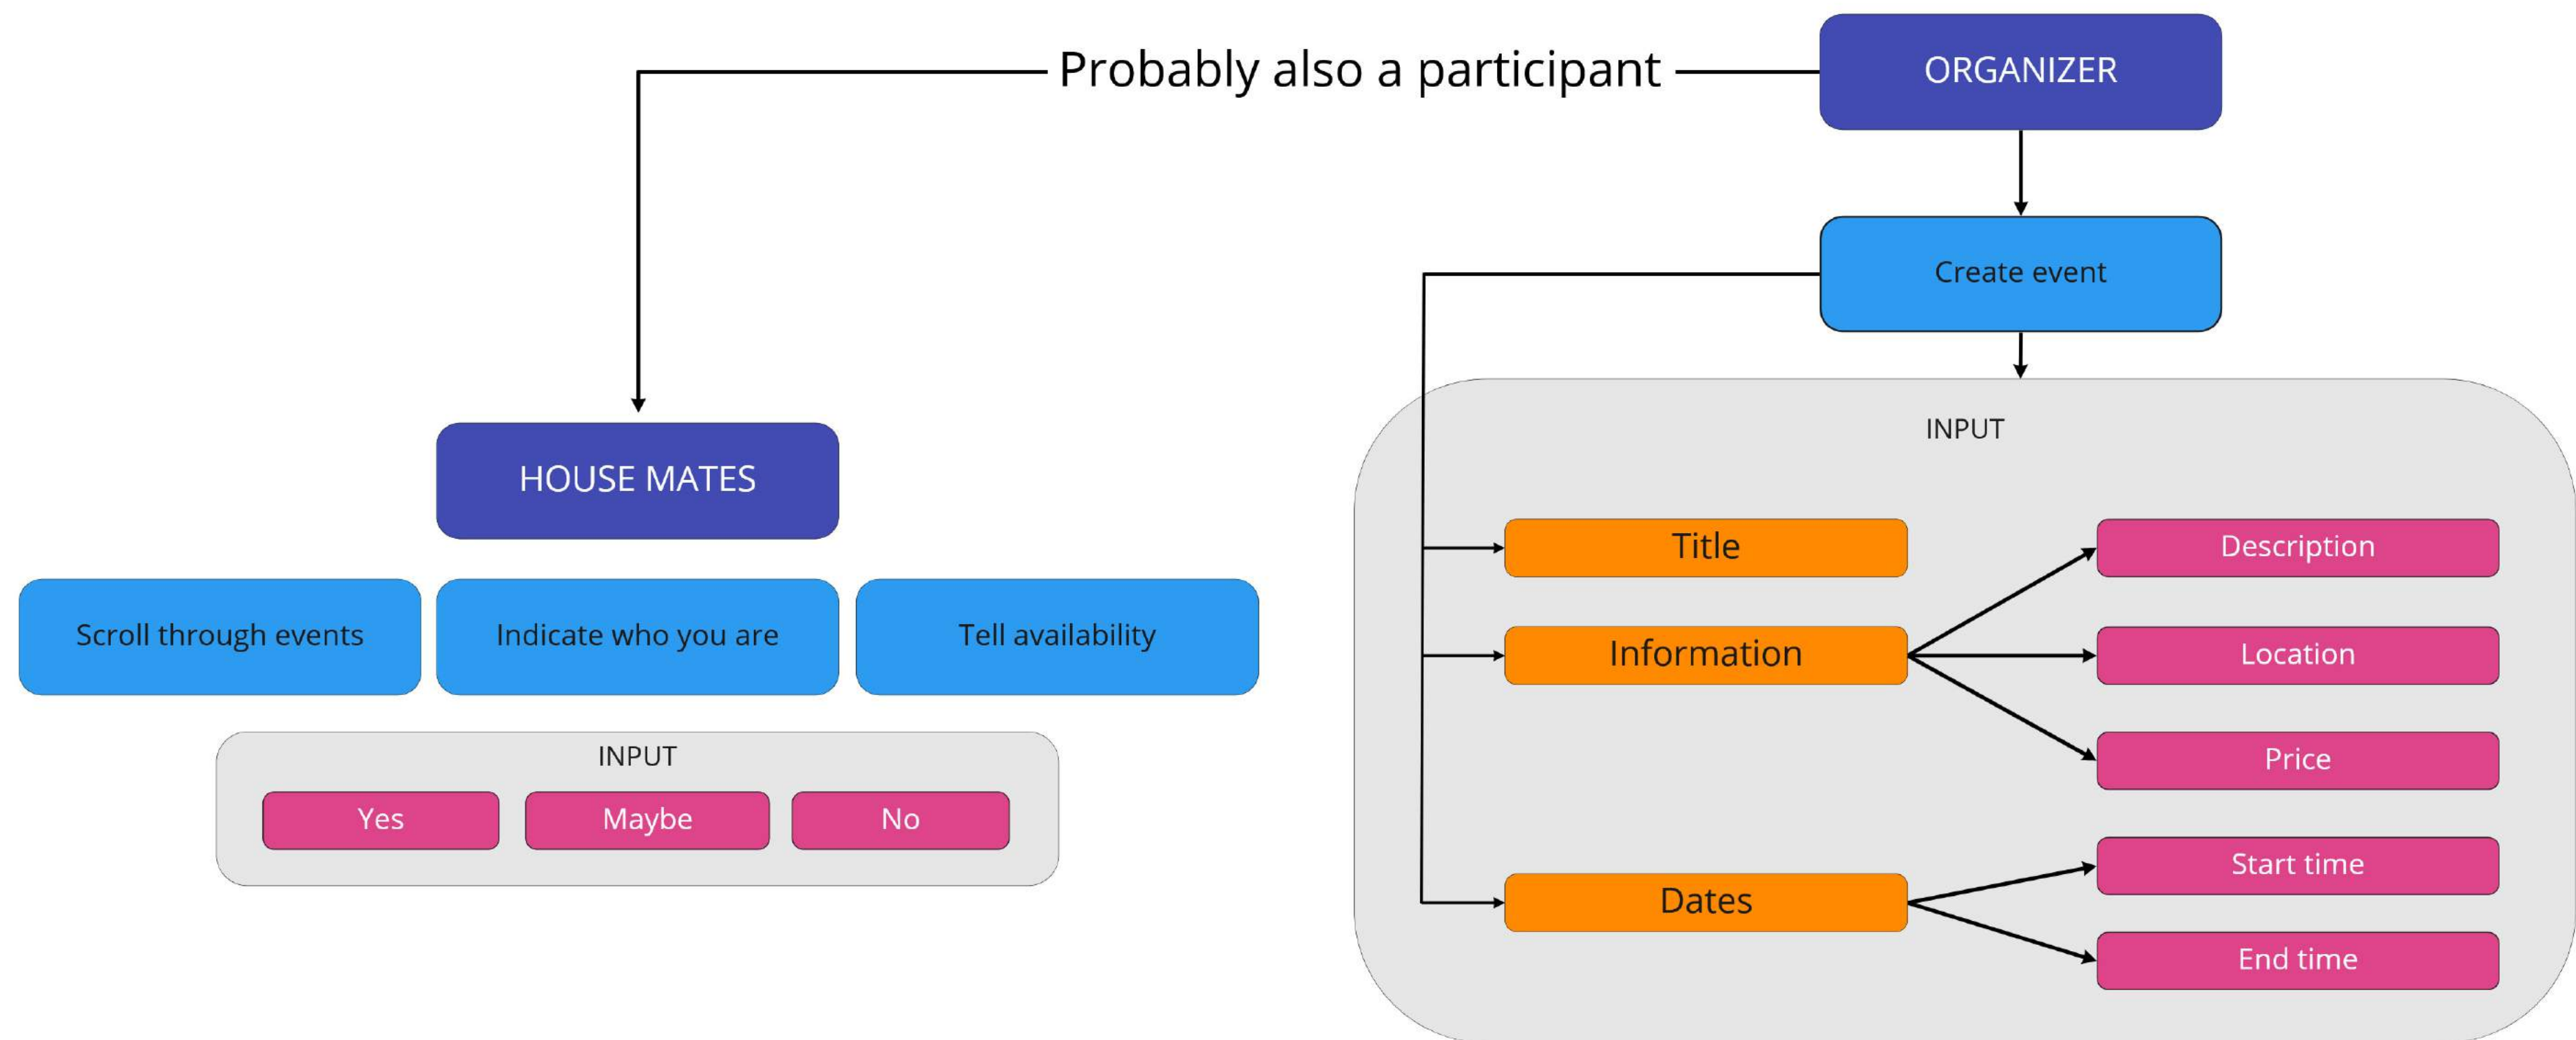 Probably also a participant
ORGANIZER
Create event
HOUSE MATES
Scroll through events
Indicate who you are
Tell availability
INPUT
Yes
Maybe
No
INPUT
Title
Information
Dates
Description
Location
Price
Start time
End time